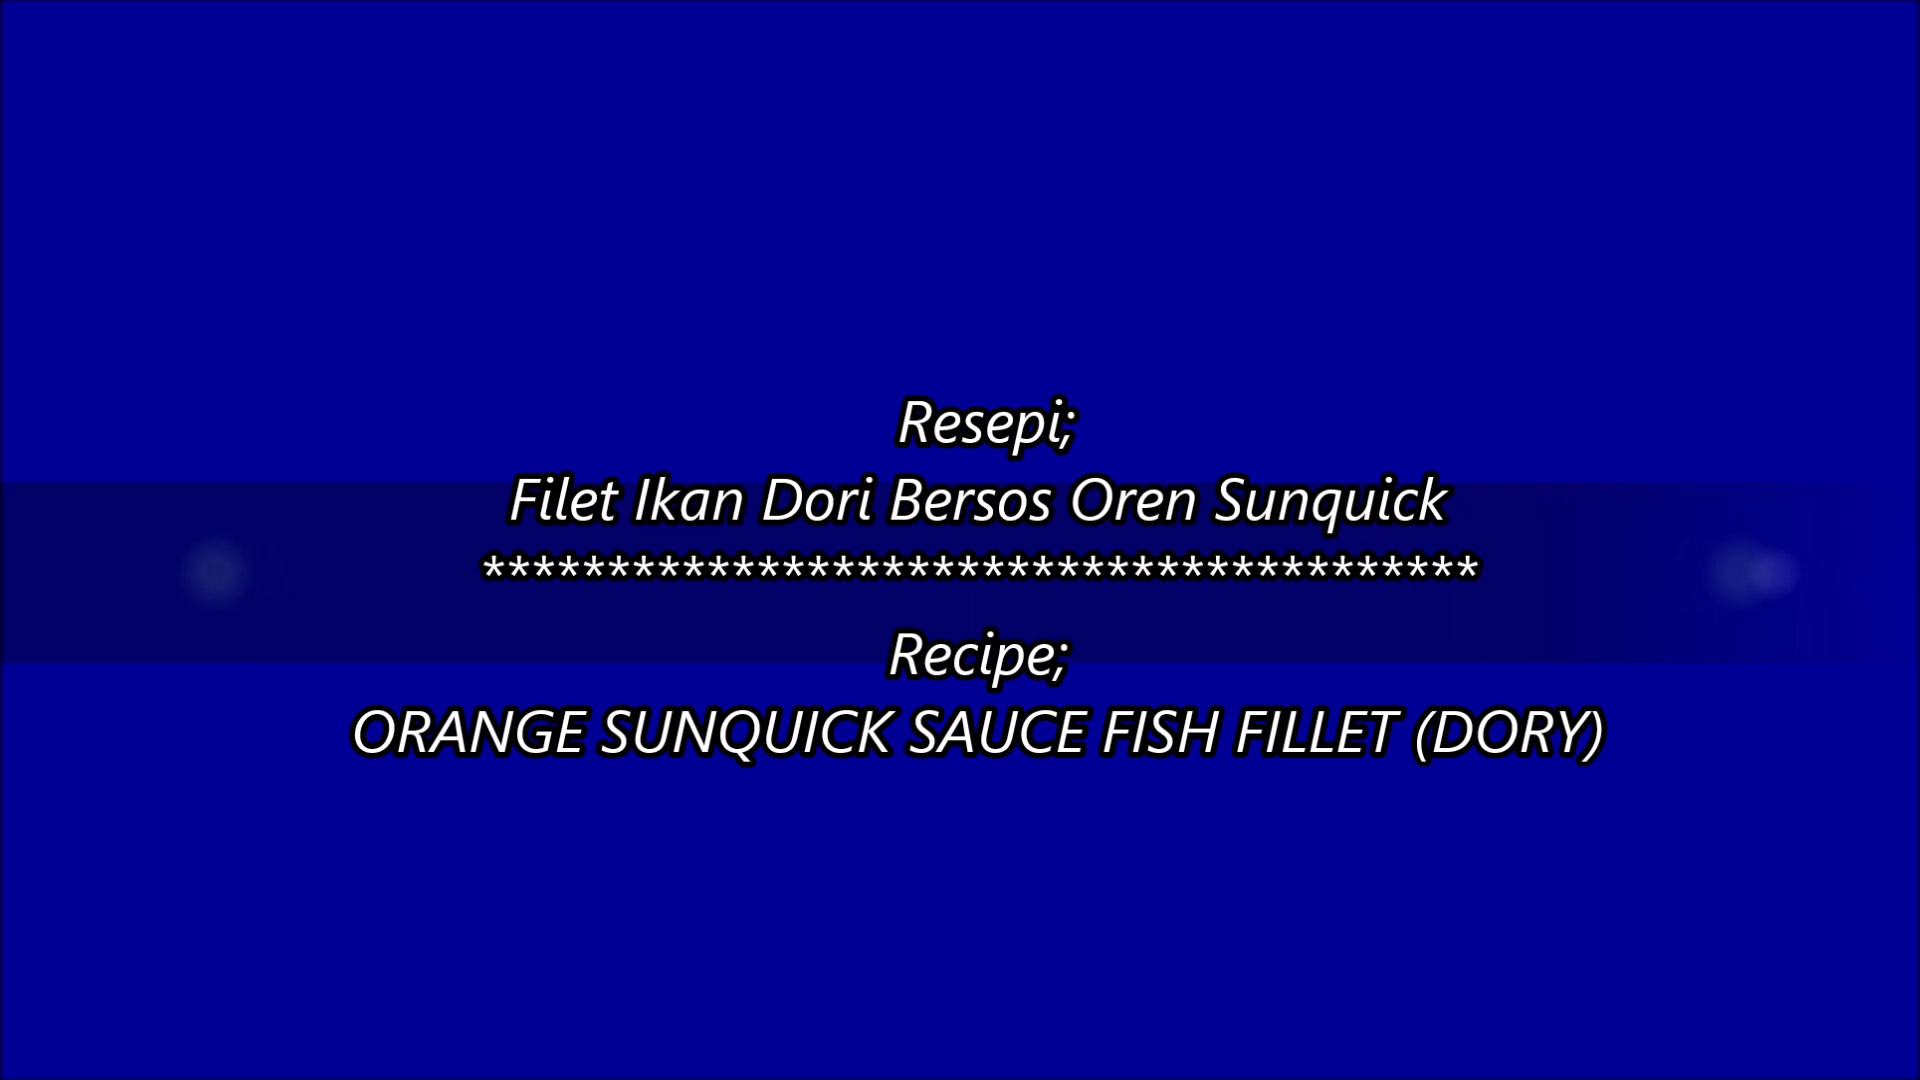 Resepi;
Filet Ikan Dori Bersos Oren Sunquick
****************************************
Recipe;
ORANGE SUNQUICK SAUCE FISH FILLET (DORY)